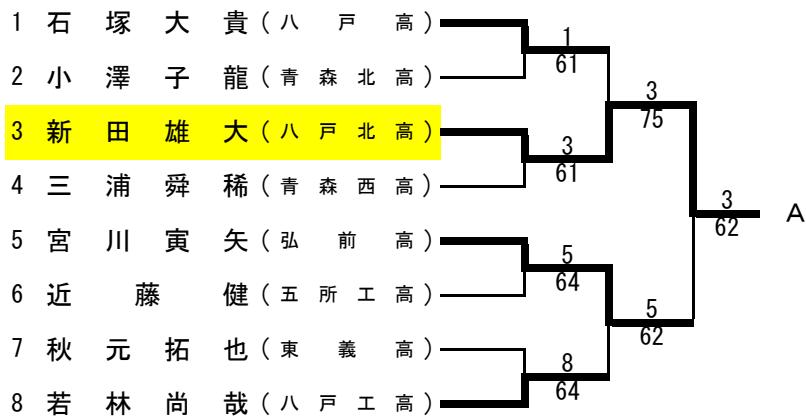 1 石塚大貴(八戸高)
2 小澤子龍(青森北高)
3 新田雄大(八戸北高)
4 三浦舜稀(青森西高)
5 宮川寅矢(弘前高)
6 近藤健(五所工高)
7 秋元拓也(東義高)
8 若林尚哉(八戸工高)
1
61
3
61
5
64
8
64
3
75
5
62
3
62
A